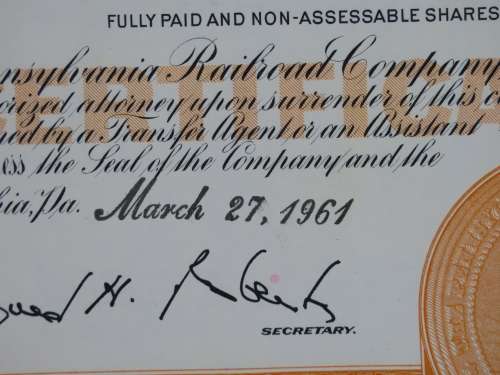 FULLY PAID AND NON-ASSESSABLE SHARES
nsylvania Railroad Company
orized attorney upon surrender of this c
ned by a Transfer Agent or an Assistant
ess the Seal of the Company and the
hia, Pa. March 27, 1961
H.
SECRETARY.